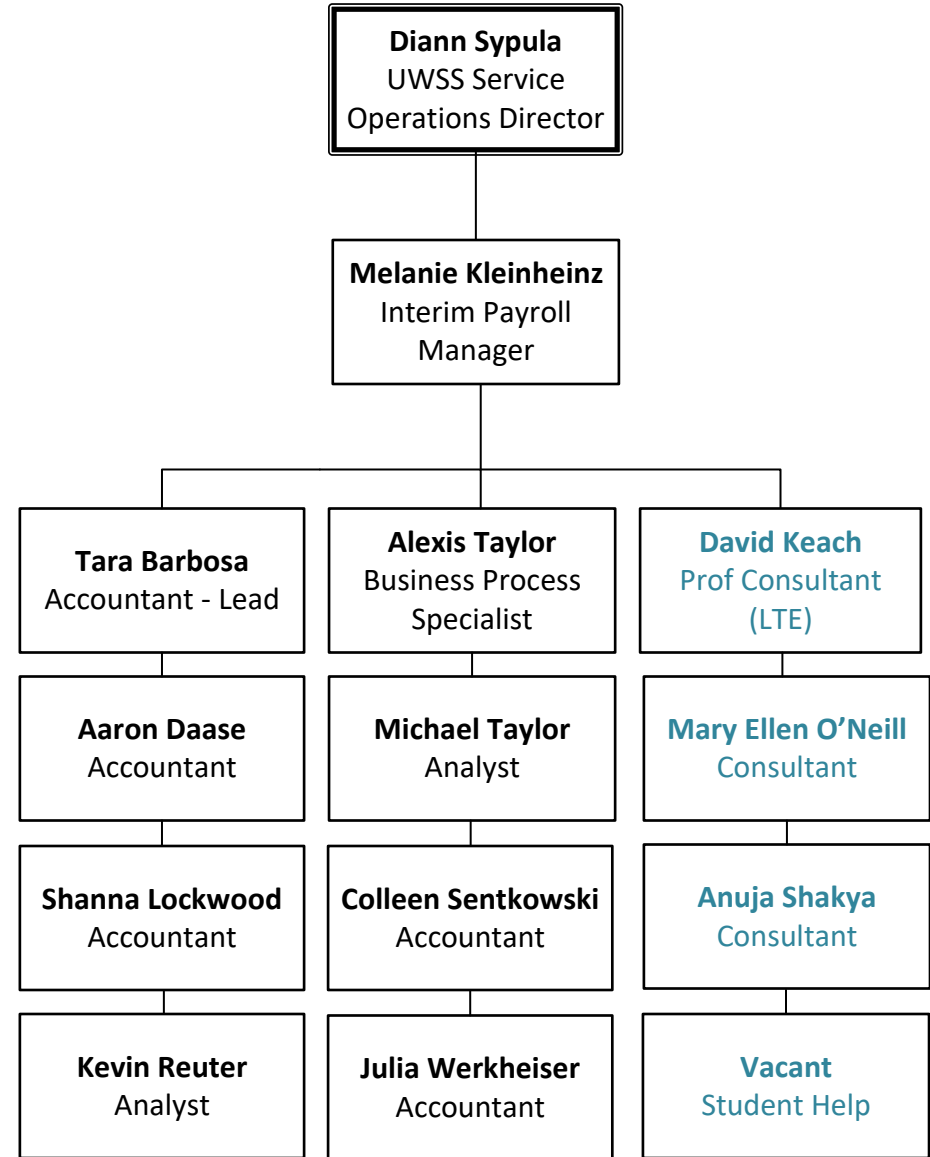 Diann Sypula
UWSS Service
Operations Director
Melanie Kleinheinz
Interim Payroll
Manager
Tara Barbosa
Accountant - Lead
Alexis Taylor
Business Process
Specialist
David Keach
Prof Consultant
(LTE)
Aaron Daase
Accountant
Michael Taylor
Analyst
Mary Ellen O’Neill
Consultant
Shanna Lockwood
Accountant
Colleen Sentkowski
Accountant
Anuja Shakya
Consultant
Kevin Reuter
Analyst
Julia Werkheiser
Accountant
Vacant
Student Help